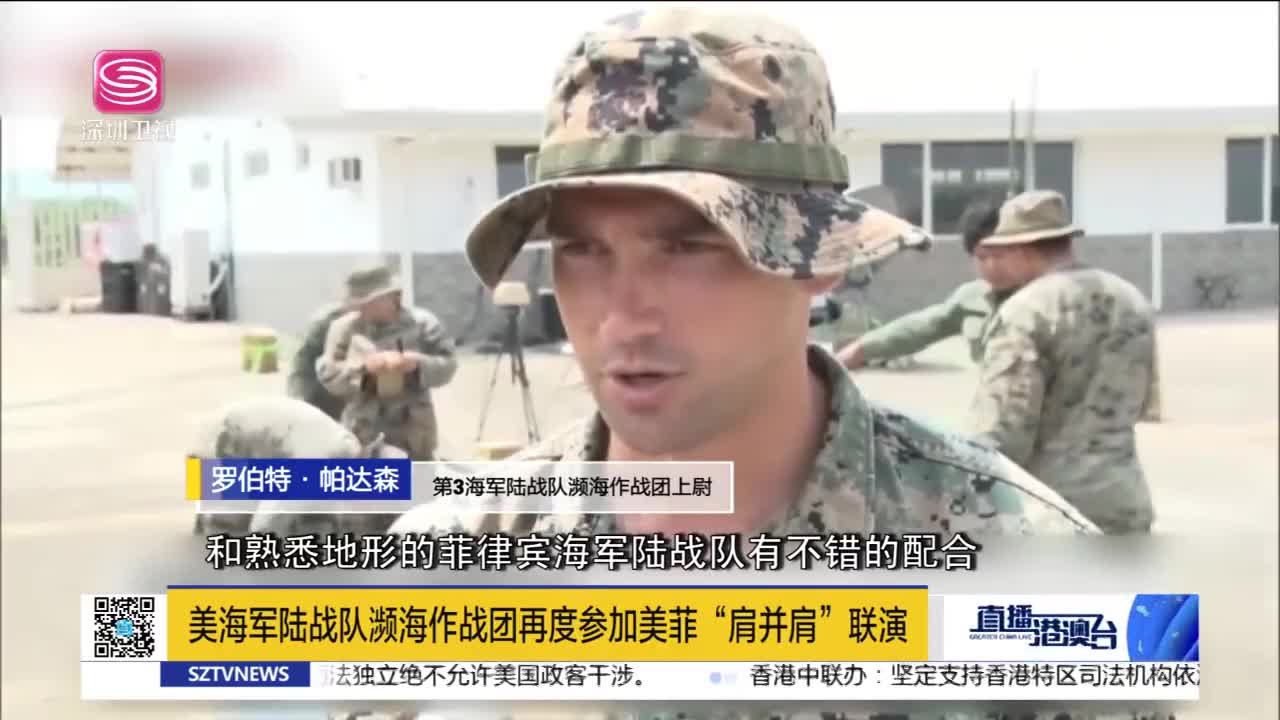 深圳卫视
罗伯特·帕达森
第3海军陆战队濒海作战团上尉
和熟悉地形的菲律宾海军陆战队有不错的配合
美海军陆战队濒海作战团再度参加美菲“肩并肩”联演
直播港澳台
GREATER CHINA LIVE
SZTVNEWS
法独立绝不允许美国政客干涉。 香港中联办：坚定支持香港特区司法机构依